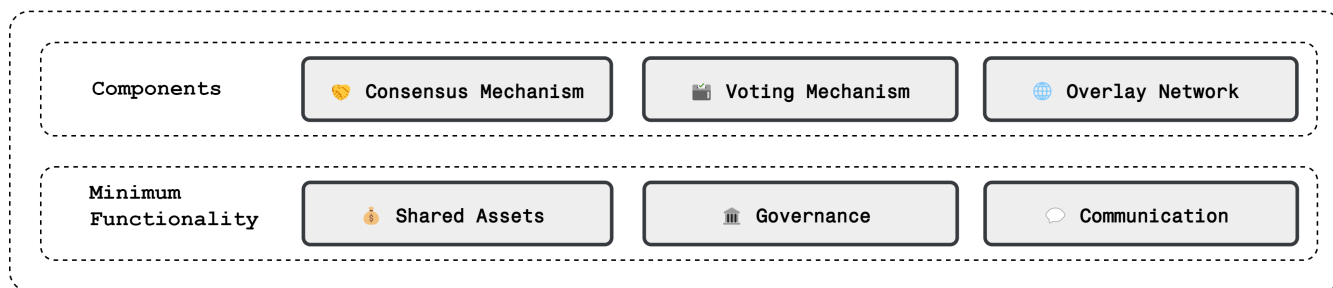 Components
🤝 Consensus Mechanism
🗳 Voting Mechanism
🌐 Overlay Network
Minimum
Functionality
💰 Shared Assets
🏛 Governance
💬 Communication